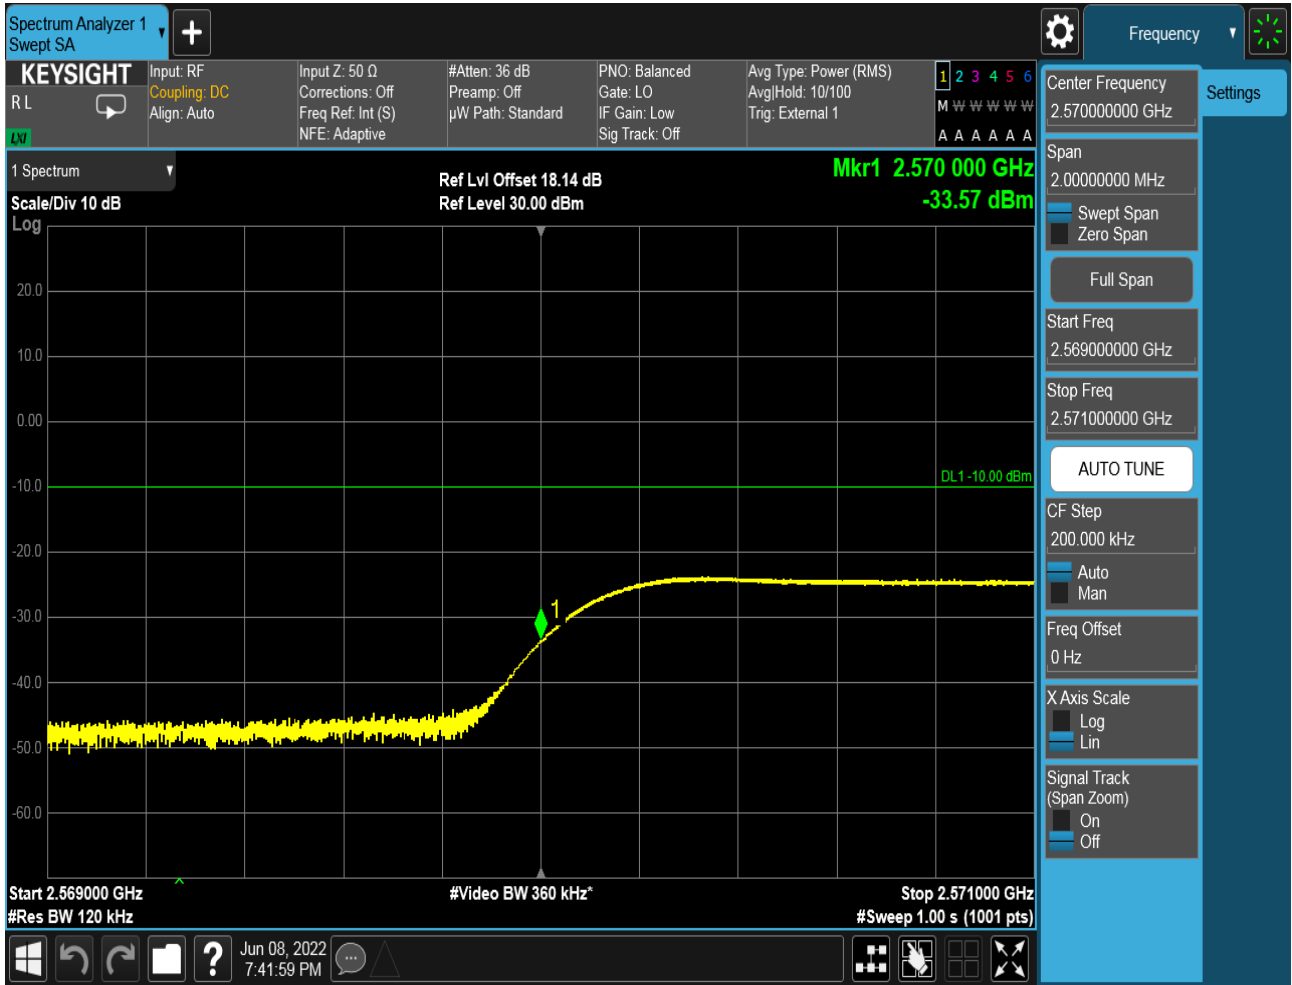 Spectrum Analyzer 1
Swept SA
Frequency
KEYSIGHT
R L
LXI
Input: RF
Coupling: DC
Align: Auto
Input Z: 50 Ω
Corrections: Off
Freq Ref: Int (S)
NFE: Adaptive
#Atten: 36 dB
Preamp: Off
µW Path: Standard
PNO: Balanced
Gate: LO
IF Gain: Low
Sig Track: Off
Avg Type: Power (RMS)
Avg|Hold: 10/100
Trig: External 1
1 2 3 4 5 6
M W W W W W
A A A A A A
1 Spectrum
Scale/Div 10 dB
Log
Ref Lvl Offset 18.14 dB
Ref Level 30.00 dBm
Mkr1 2.570 000 GHz
-33.57 dBm
20.0
10.0
0.00
-10.0
-20.0
-30.0
-40.0
-50.0
-60.0
DL1 -10.00 dBm
1
Start 2.569000 GHz
#Res BW 120 kHz
#Video BW 360 kHz*
Stop 2.571000 GHz
#Sweep 1.00 s (1001 pts)
Jun 08, 2022
7:41:59 PM
Center Frequency
2.570000000 GHz
Settings
Span
2.00000000 MHz
Swept Span
Zero Span
Full Span
Start Freq
2.569000000 GHz
Stop Freq
2.571000000 GHz
AUTO TUNE
CF Step
200.000 kHz
Auto
Man
Freq Offset
0 Hz
X Axis Scale
Log
Lin
Signal Track
(Span Zoom)
On
Off